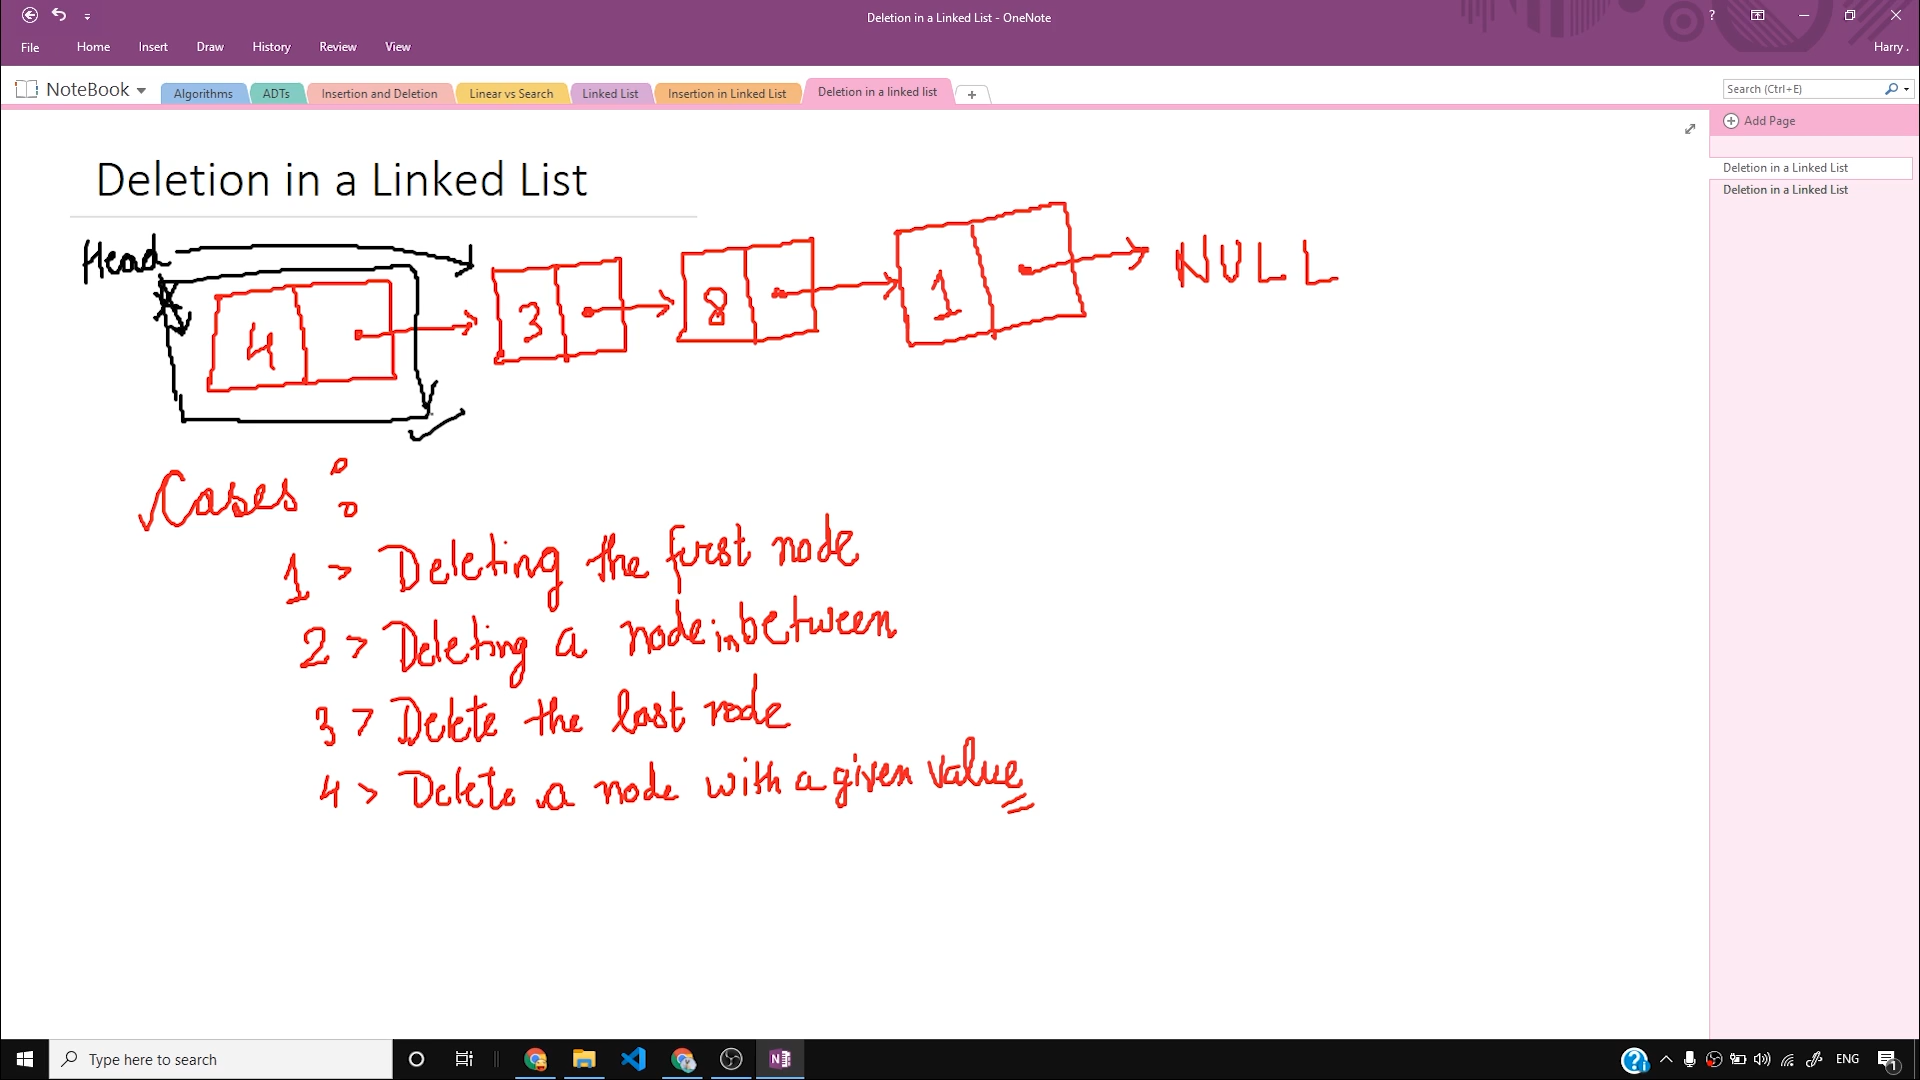 Deletion in a Linked List - OneNote
?
File Home Insert Draw History Review View
Harry .
NoteBook
Algorithms ADTs Insertion and Deletion Linear vs Search Linked List Insertion in Linked List Deletion in a linked list
Search (Ctrl+E)
Add Page
Deletion in a Linked List
Deletion in a Linked List
Deletion in a Linked List
Head
4 3 8 1 NULL
Cases :
1 > Deleting the first node
2 > Deleting a node in between
3 > Delete the last node
4 > Delete a node with a given value
Type here to search
N
?
ENG
1